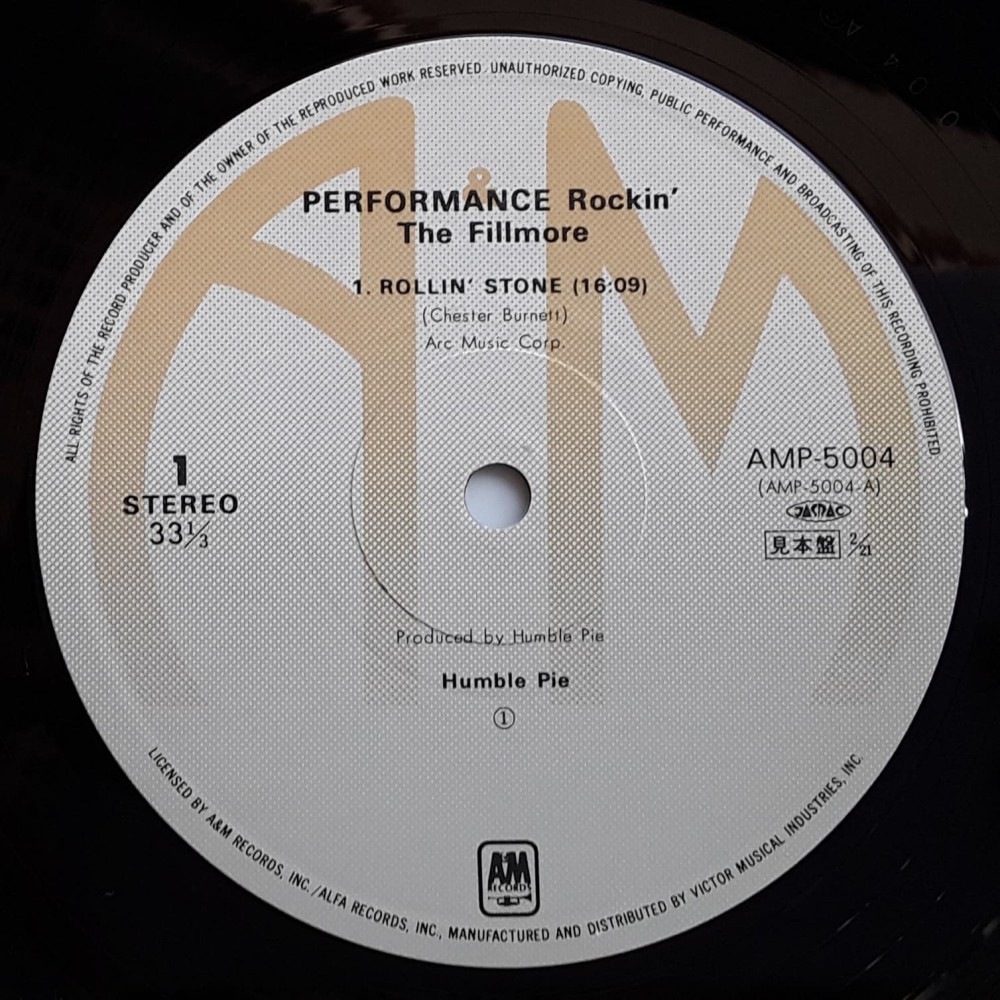 ALL RIGHTS OF THE RECORD PRODUCER AND OF THE OWNER OF THE REPRODUCED WORK RESERVED. UNAUTHORIZED COPYING, PUBLIC PERFORMANCE AND BROADCASTING OF THIS RECORDING PROHIBITED
&
PERFORMANCE Rockin'
The Fillmore
1. ROLLIN' STONE (16:09)
(Chester Burnett)
Arc Music Corp.
1
STEREO
33 1/3
AMP-5004
(AMP-5004-A)
JASRAC
見本盤 2/21
Produced by Humble Pie
Humble Pie
①
A&M
RECORDS
LICENSED BY A&M RECORDS, INC./ALFA RECORDS, INC., MANUFACTURED AND DISTRIBUTED BY VICTOR MUSICAL INDUSTRIES, INC.